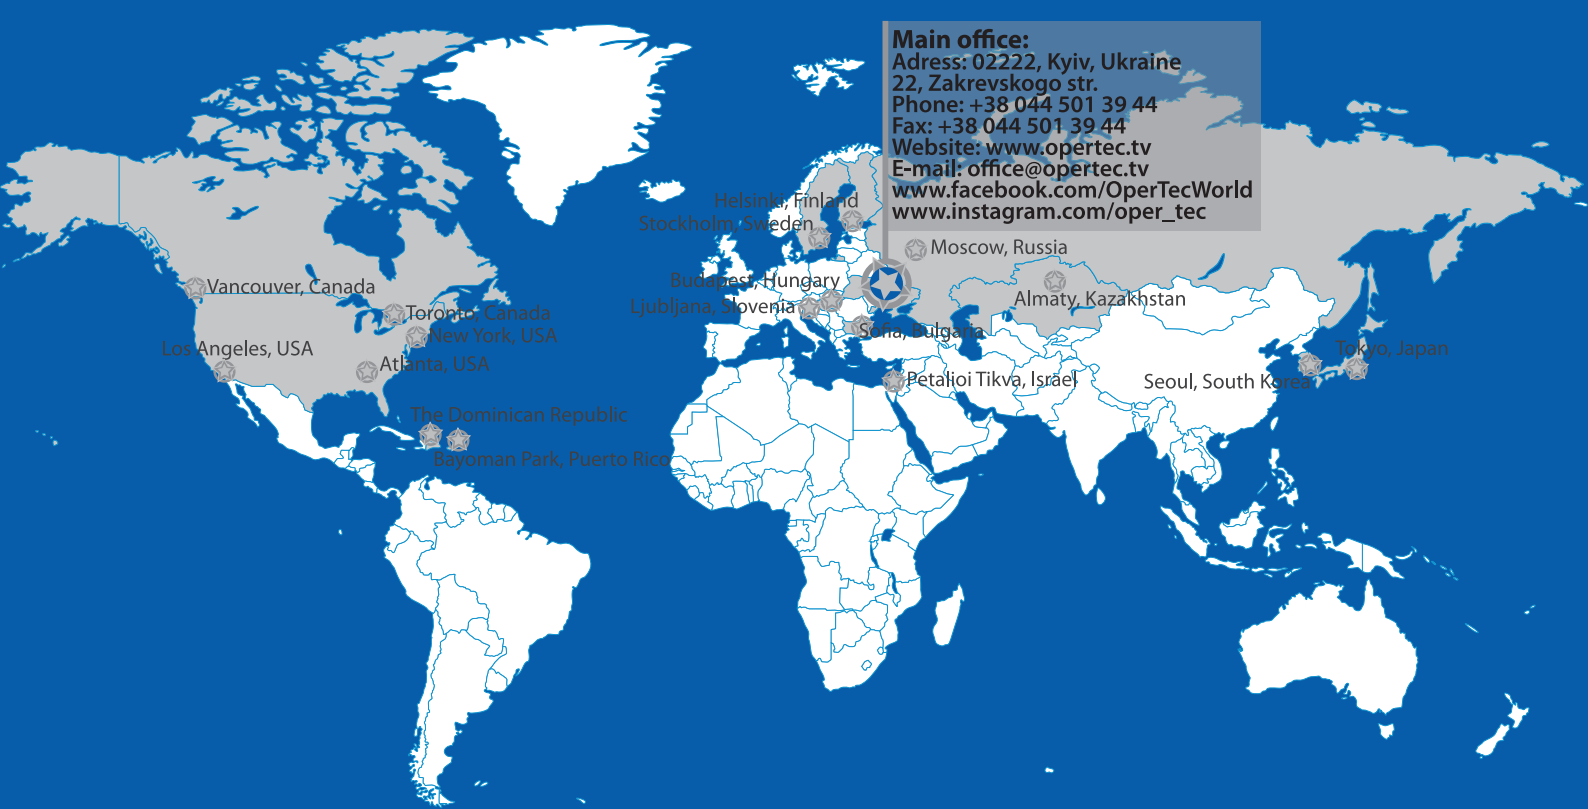 Main office:
Adress: 02222, Kyiv, Ukraine
22, Zakrevskogo str.
Phone: +38 044 501 39 44
Fax: +38 044 501 39 44
Website: www.opertec.tv
E-mail: office@opertec.tv
www.facebook.com/OperTecWorld
www.instagram.com/oper_tec
Helsinki, Finland
Stockholm, Sweden
Moscow, Russia
Budapest, Hungary
Vancouver, Canada
Almaty, Kazakhstan
Ljubljana, Slovenia
Toronto, Canada
Sofia, Bulgaria
New York, USA
Los Angeles, USA
Tokyo, Japan
Atlanta, USA
Petalioi Tikva, Israel
Seoul, South Korea
The Dominican Republic
Bayoman Park, Puerto Rico